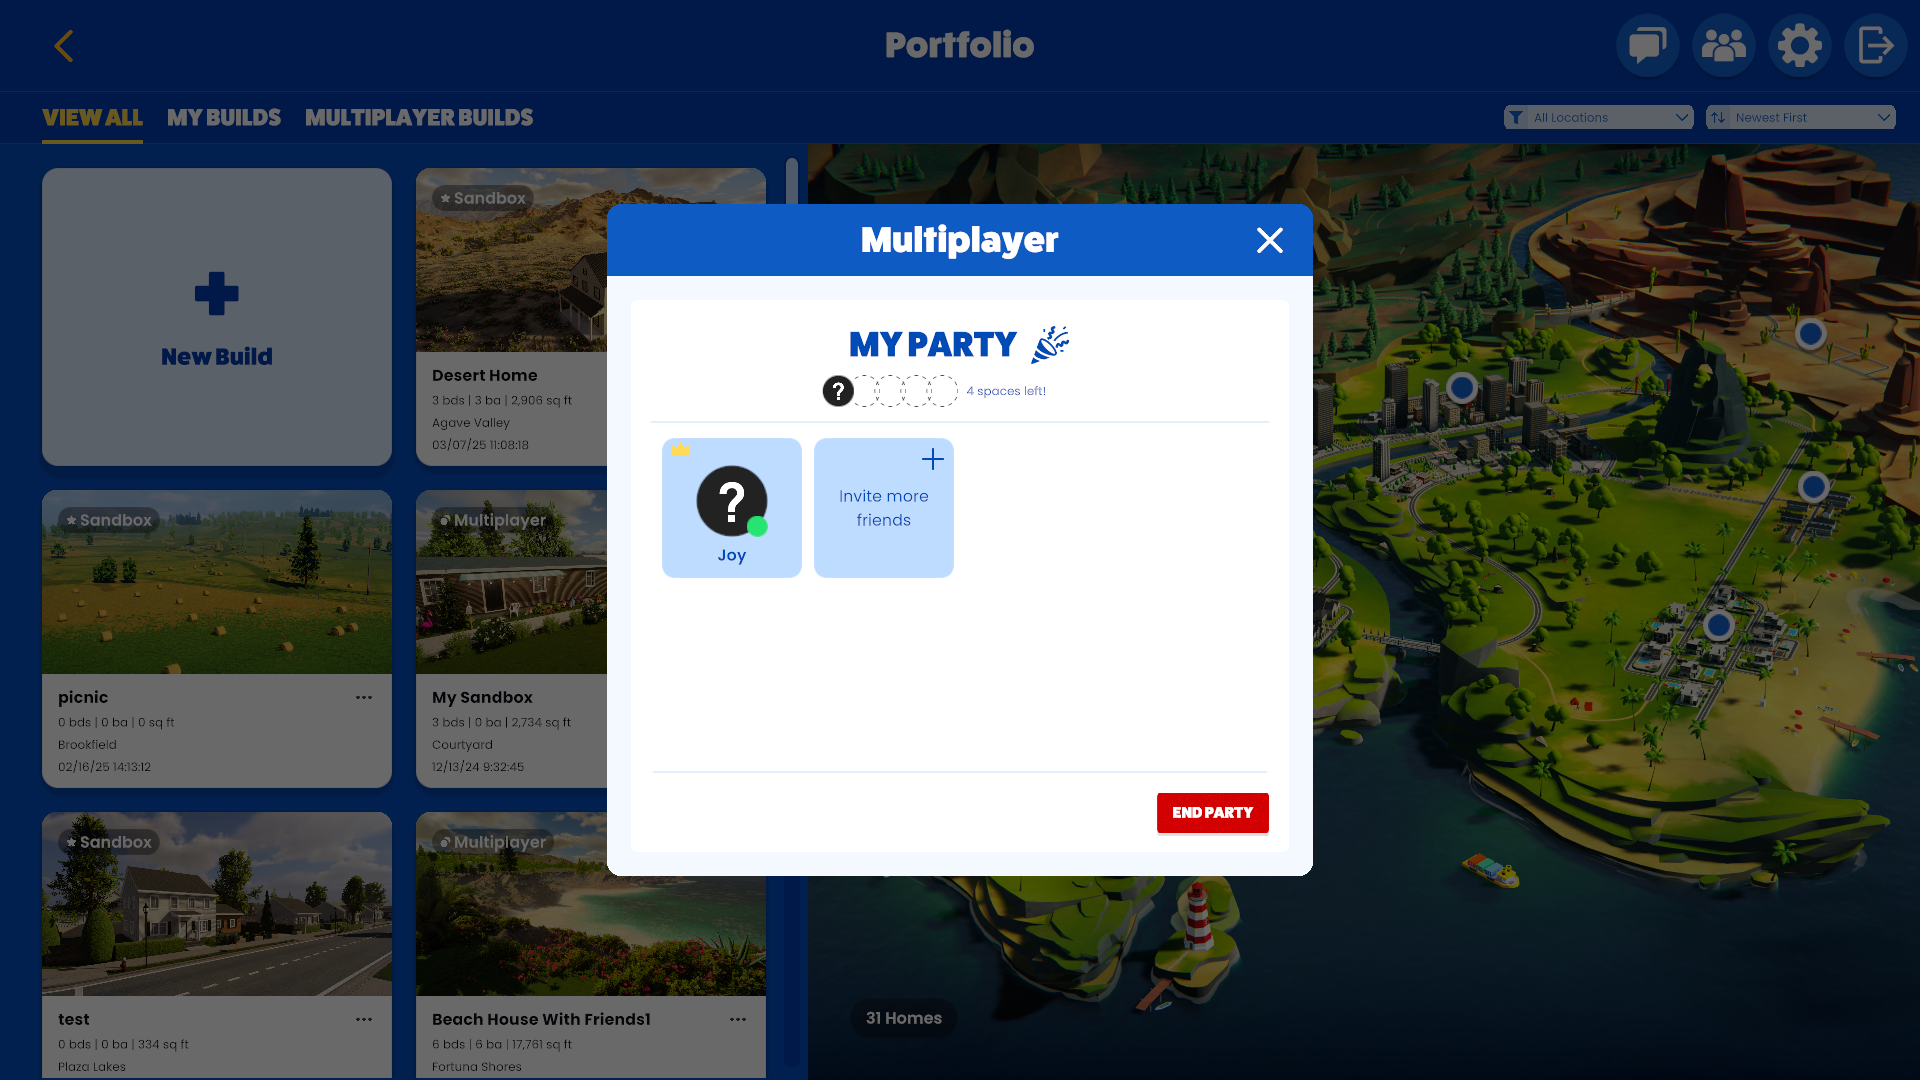 Portfolio
VIEW ALL
MY BUILDS
MULTIPLAYER BUILDS
All Locations
Newest First
New Build
Sandbox
Desert Home
3 bds | 3 ba | 2,906 sq ft
Agave Valley
03/07/25 11:08:18
Sandbox
picnic
0 bds | 0 ba | 0 sq ft
Brookfield
02/16/25 14:13:12
Multiplayer
My Sandbox
3 bds | 0 ba | 2,734 sq ft
Courtyard
12/13/24 9:32:45
Sandbox
test
0 bds | 0 ba | 334 sq ft
Plaza Lakes
Multiplayer
Beach House With Friends1
6 bds | 6 ba | 17,761 sq ft
Fortuna Shores
Multiplayer
MY PARTY
?
4 spaces left!
?
Joy
Invite more
friends
END PARTY
31 Homes